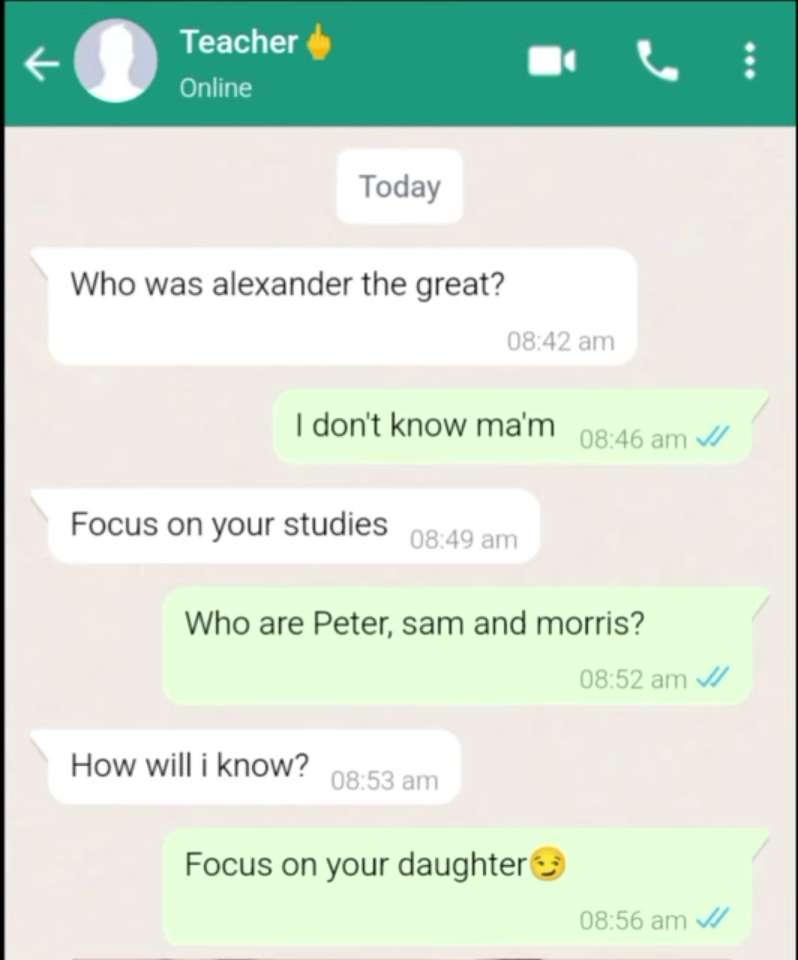 Teacher🖕
Online
Today
Who was alexander the great?
08:42 am
I don't know ma'm 08:46 am
Focus on your studies 08:49 am
Who are Peter, sam and morris?
08:52 am
How will i know? 08:53 am
Focus on your daughter😏
08:56 am